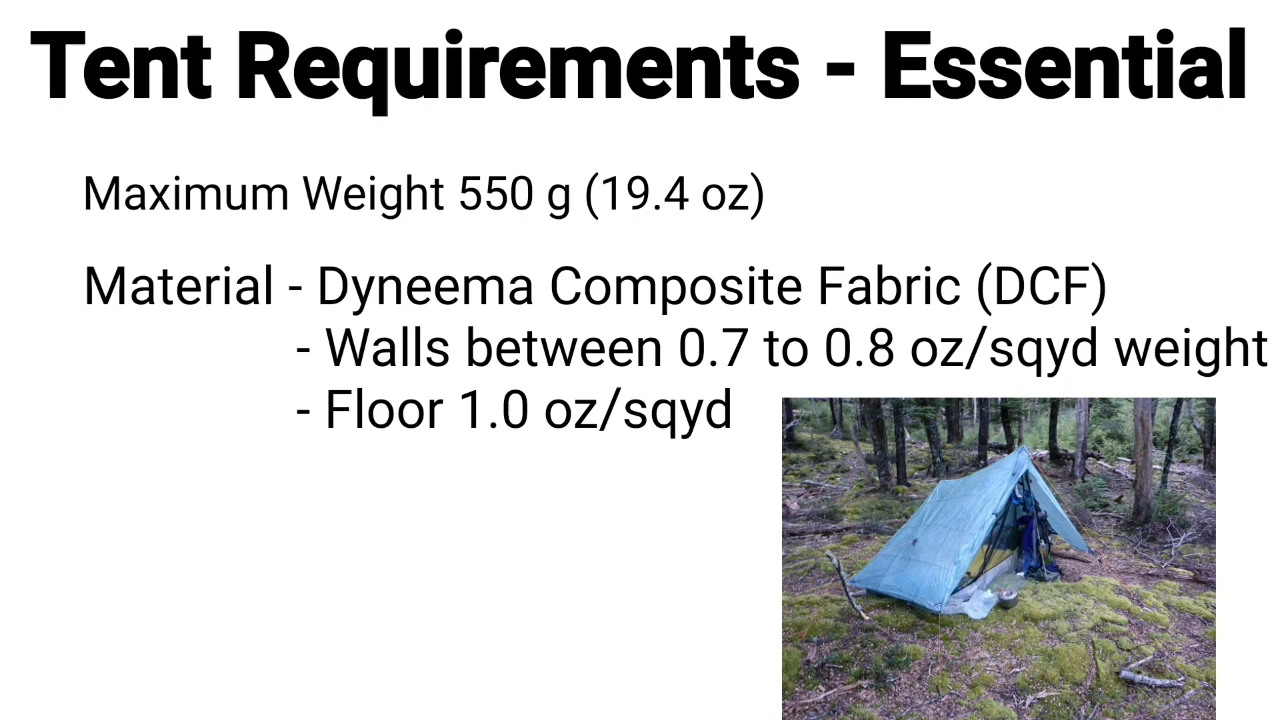 Tent Requirements - Essential
Maximum Weight 550 g (19.4 oz)
Material - Dyneema Composite Fabric (DCF)
- Walls between 0.7 to 0.8 oz/sqyd weight
- Floor 1.0 oz/sqyd